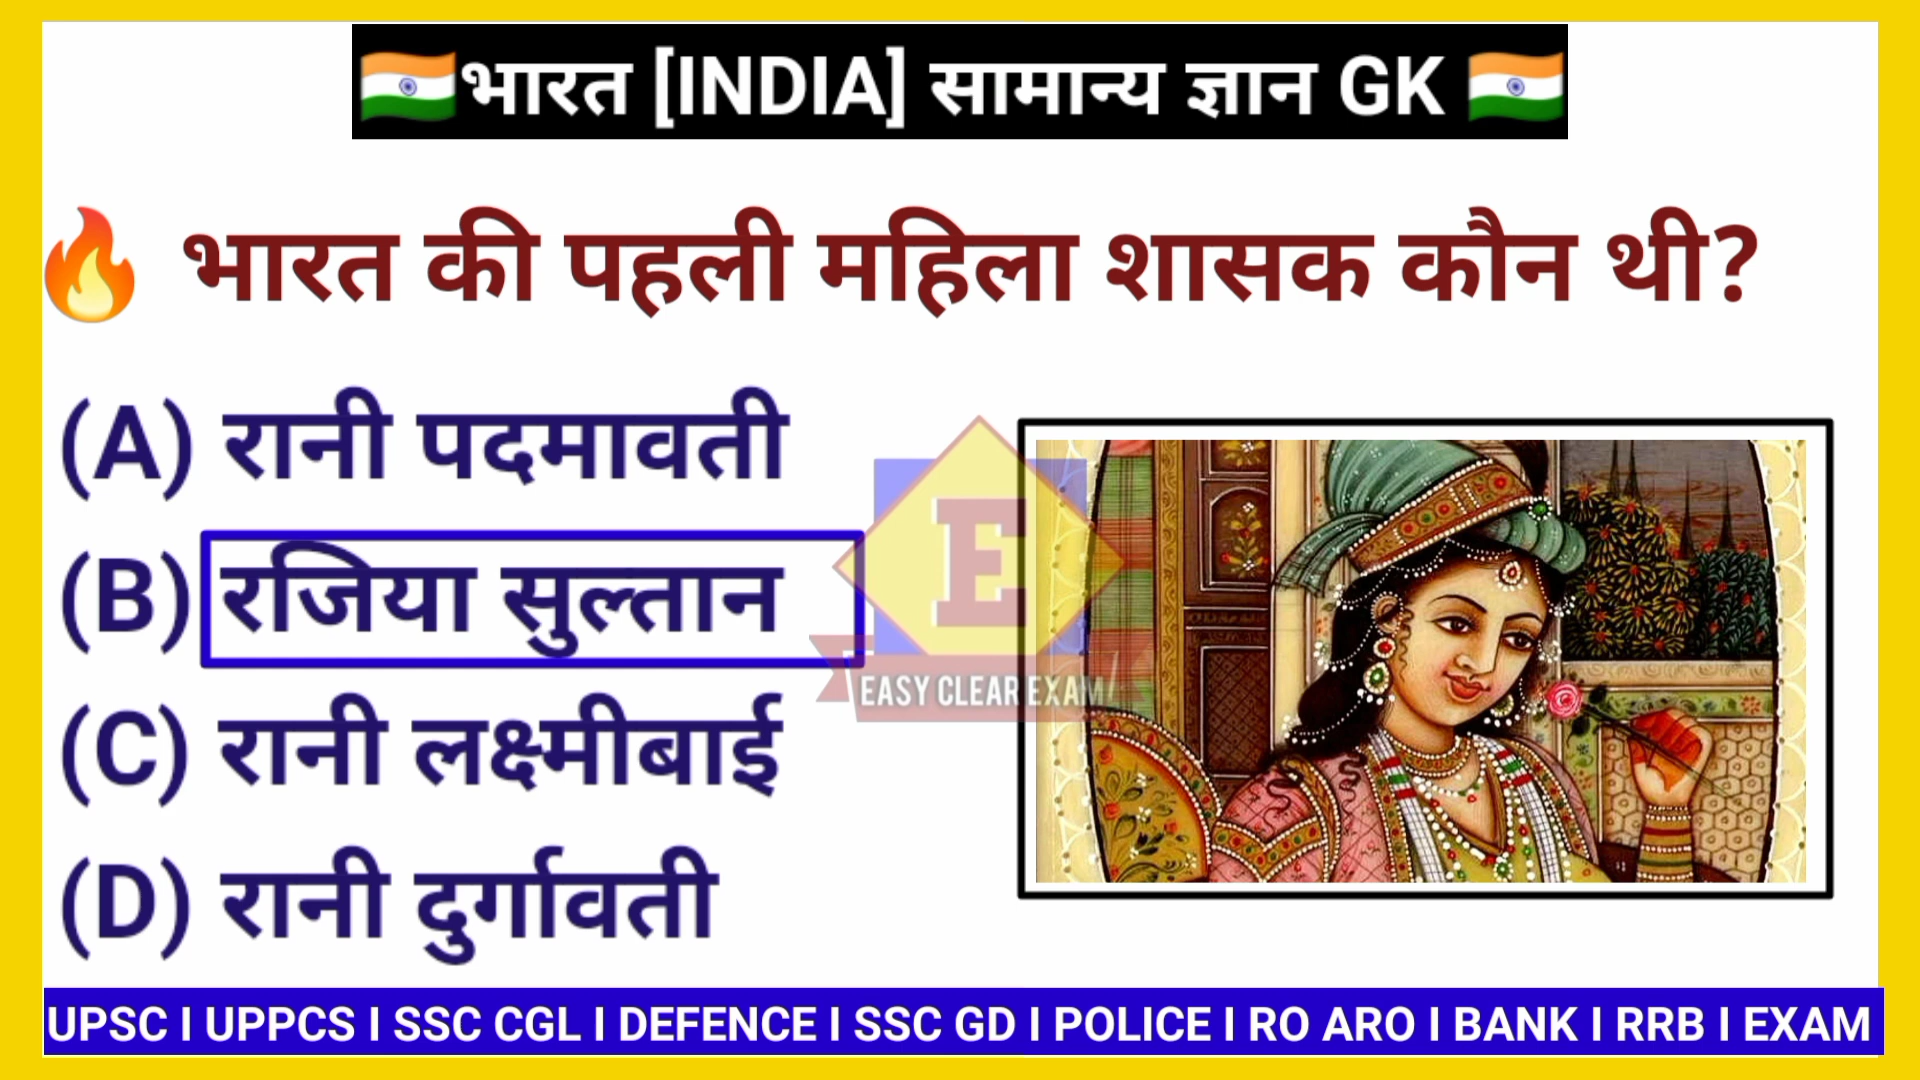 भारत [INDIA] सामान्य ज्ञान GK
भारत की पहली महिला शासक कौन थी?
(A) रानी पदमावती
(B) रजिया सुल्तान
(C) रानी लक्ष्मीबाई
(D) रानी दुर्गावती
E
EASY CLEAR EXAM
UPSC I UPPCS I SSC CGL I DEFENCE I SSC GD I POLICE I RO ARO I BANK I RRB I EXAM